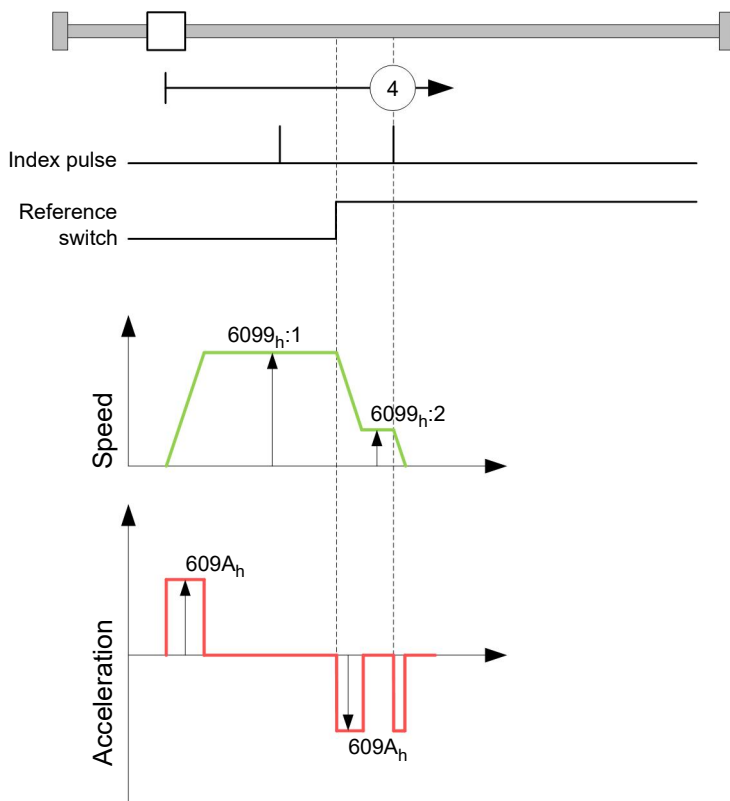 4
Index pulse
Reference
switch
6099h:1
6099h:2
Speed
609Ah
Acceleration
609Ah